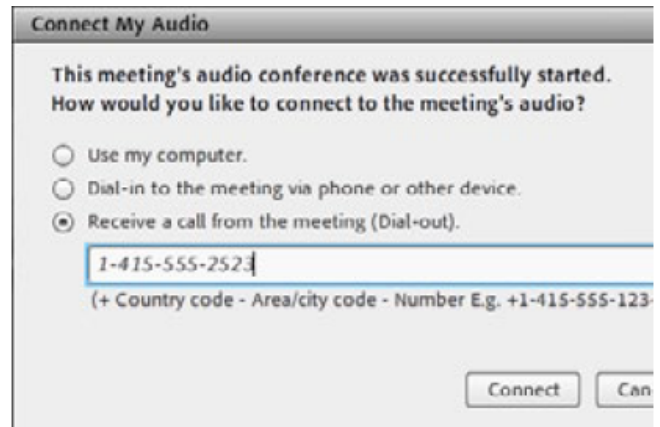 Connect My Audio
This meeting's audio conference was successfully started.
How would you like to connect to the meeting's audio?
Use my computer.
Dial-in to the meeting via phone or other device.
Receive a call from the meeting (Dial-out).
1-415-555-2523
(+ Country code - Area/city code - Number E.g. +1-415-555-123
Connect Can